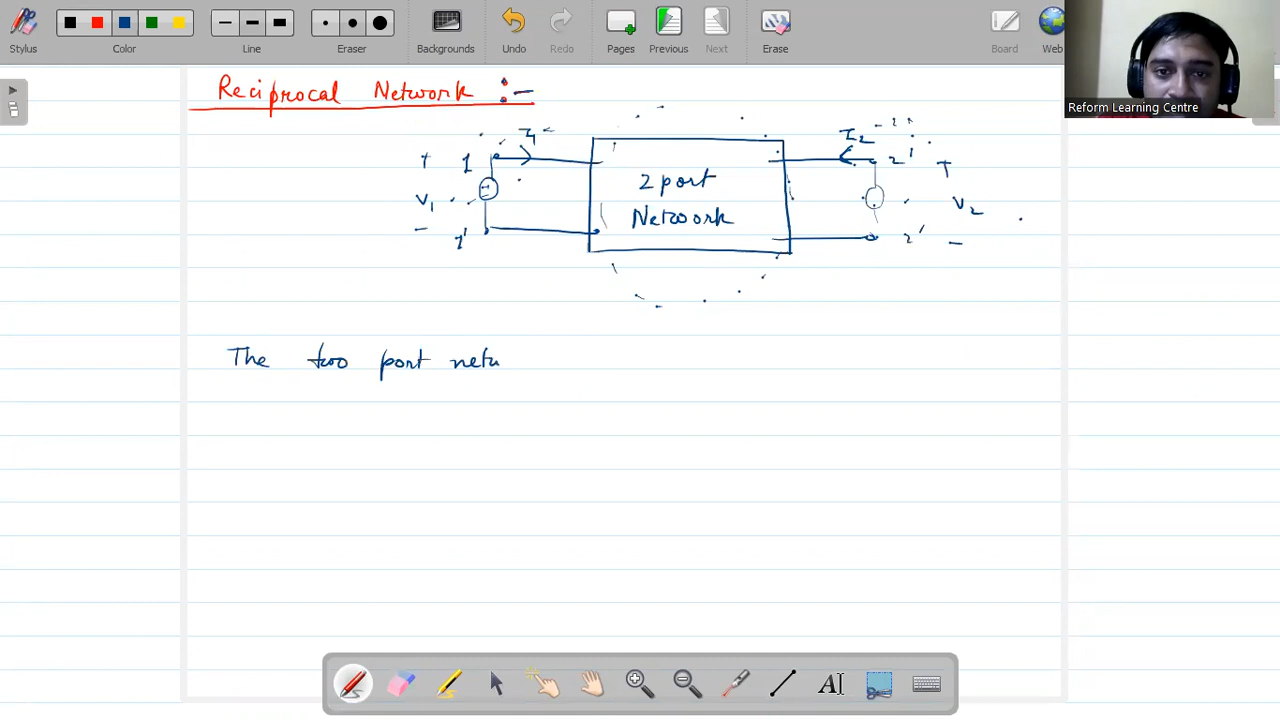 Stylus
Color
Line
Eraser
Backgrounds
Undo
Redo
Pages
Previous
Next
Erase
Board
Web
Reform Learning Centre
Reciprocal Network :-
+ 1 I1 I2 2 +
V1 2 port V2
Network
- 1' 2' -
The two port netw